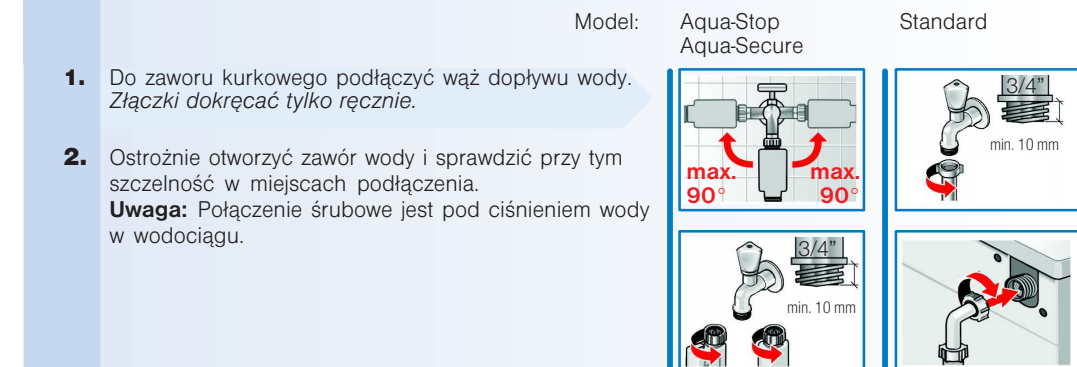 Model:
Aqua-Stop
Aqua-Secure
Standard
1. Do zaworu kurkowego podłączyć wąż dopływu wody.
Złączki dokręcać tylko ręcznie.
2. Ostrożnie otworzyć zawór wody i sprawdzić przy tym
szczelność w miejscach podłączenia.
Uwaga: Połączenie śrubowe jest pod ciśnieniem wody
w wodociągu.
max.
90°
max.
90°
3/4”
min. 10 mm
3/4”
min. 10 mm